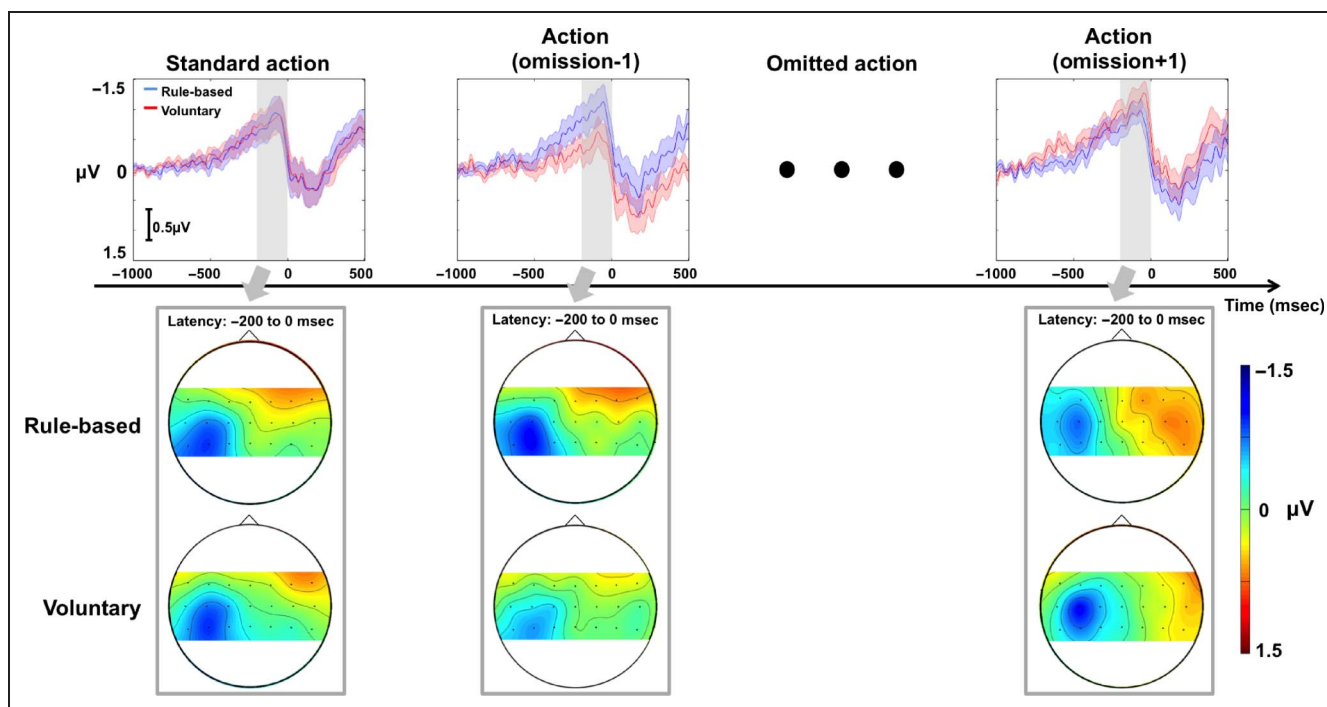 Standard action
Action
(omission-1)
Omitted action
Action
(omission+1)
−1.5
Rule-based
Voluntary
µV
0
0.5µV
1.5
−1000
−500
0
500
−1000
−500
0
500
−1000
−500
0
500
Time (msec)
Latency: −200 to 0 msec
Latency: −200 to 0 msec
Latency: −200 to 0 msec
Rule-based
Voluntary
−1.5
0
µV
1.5